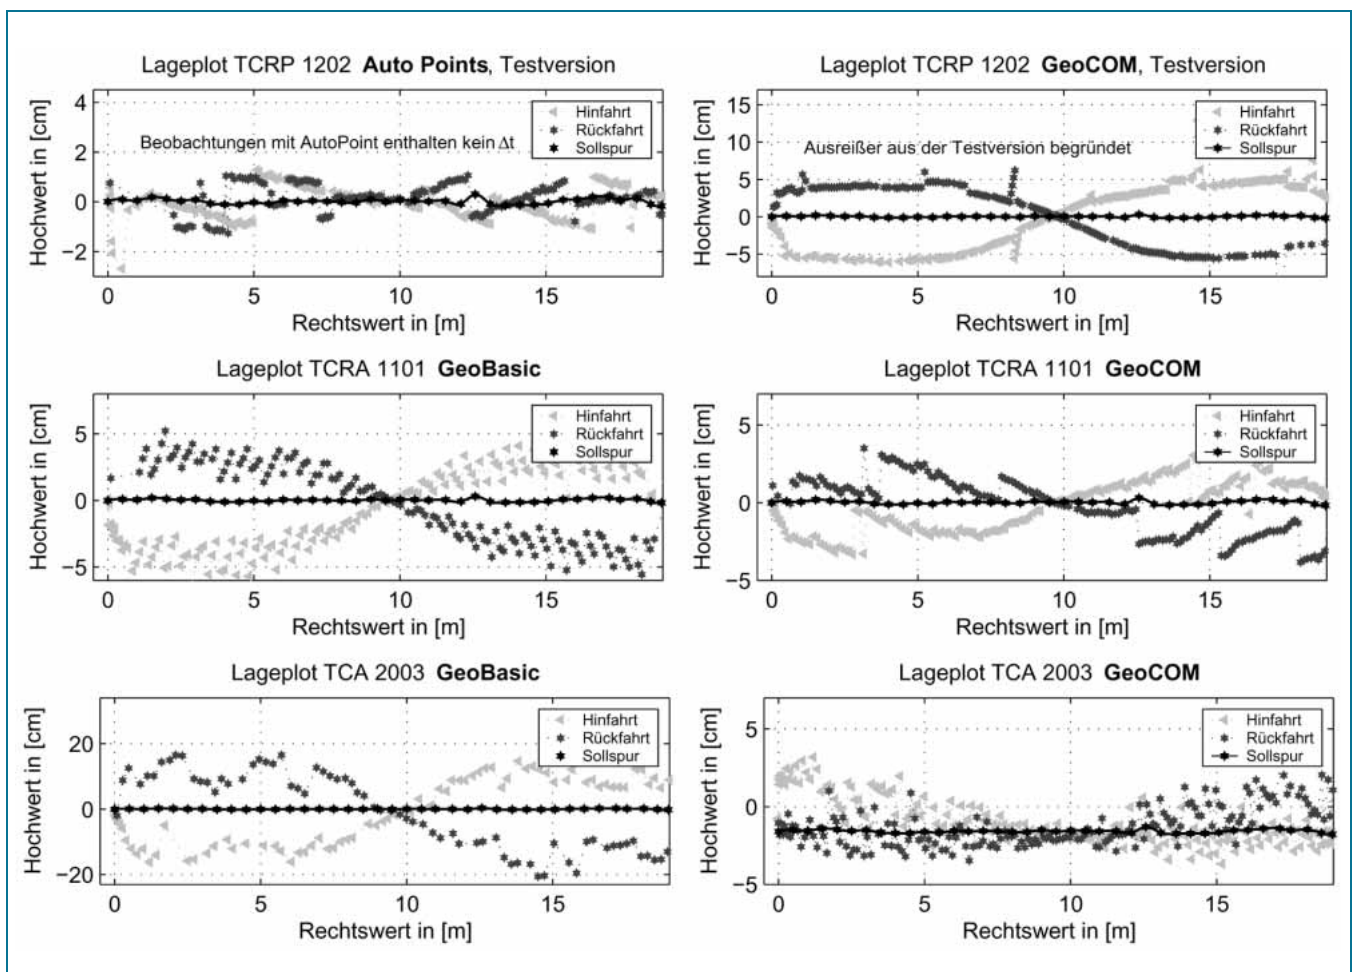 Lageplot TCRP 1202 Auto Points, Testversion
Hochwert in [cm]
4
2
0
−2
Beobachtungen mit AutoPoint enthalten kein Δt
Hinfahrt
Rückfahrt
Sollspur
0 5 10 15
Rechtswert in [m]
Lageplot TCRP 1202 GeoCOM, Testversion
Hochwert in [cm]
15
10
5
0
−5
Ausreißer aus der Testversion begründet
Hinfahrt
Rückfahrt
Sollspur
0 5 10 15
Rechtswert in [m]
Lageplot TCRA 1101 GeoBasic
Hochwert in [cm]
5
0
−5
Hinfahrt
Rückfahrt
Sollspur
0 5 10 15
Rechtswert in [m]
Lageplot TCRA 1101 GeoCOM
Hochwert in [cm]
5
0
−5
Hinfahrt
Rückfahrt
Sollspur
0 5 10 15
Rechtswert in [m]
Lageplot TCA 2003 GeoBasic
Hochwert in [cm]
20
0
−20
Hinfahrt
Rückfahrt
Sollspur
0 5 10 15
Rechtswert in [m]
Lageplot TCA 2003 GeoCOM
Hochwert in [cm]
5
0
−5
Hinfahrt
Rückfahrt
Sollspur
0 5 10 15
Rechtswert in [m]